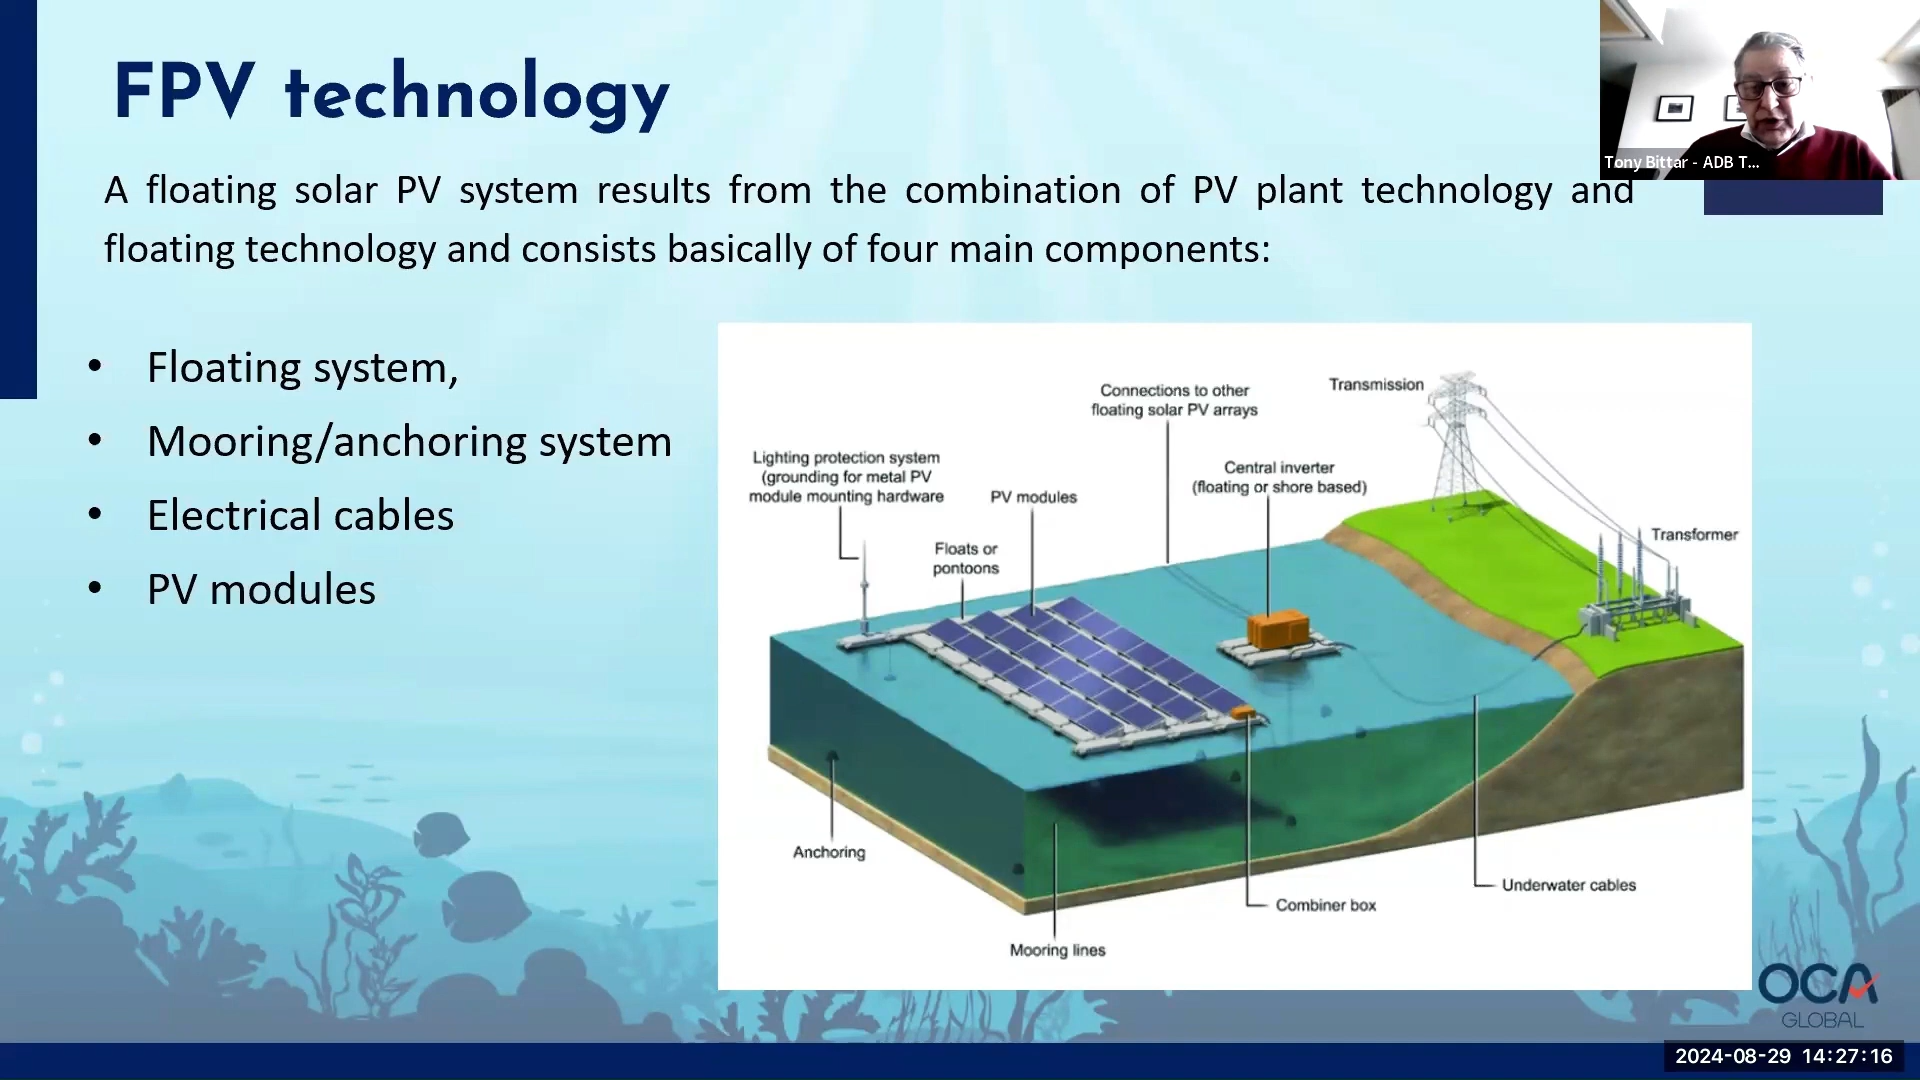 FPV technology
Tony Bittar - ADB T...
A floating solar PV system results from the combination of PV plant technology and
floating technology and consists basically of four main components:
• Floating system,
• Mooring/anchoring system
• Electrical cables
• PV modules
Connections to other
floating solar PV arrays
Transmission
Lighting protection system
(grounding for metal PV
module mounting hardware
PV modules
Central inverter
(floating or shore based)
Floats or
pontoons
Transformer
Anchoring
Mooring lines
Combiner box
Underwater cables
OCA
GLOBAL
2024-08-29 14:27:16